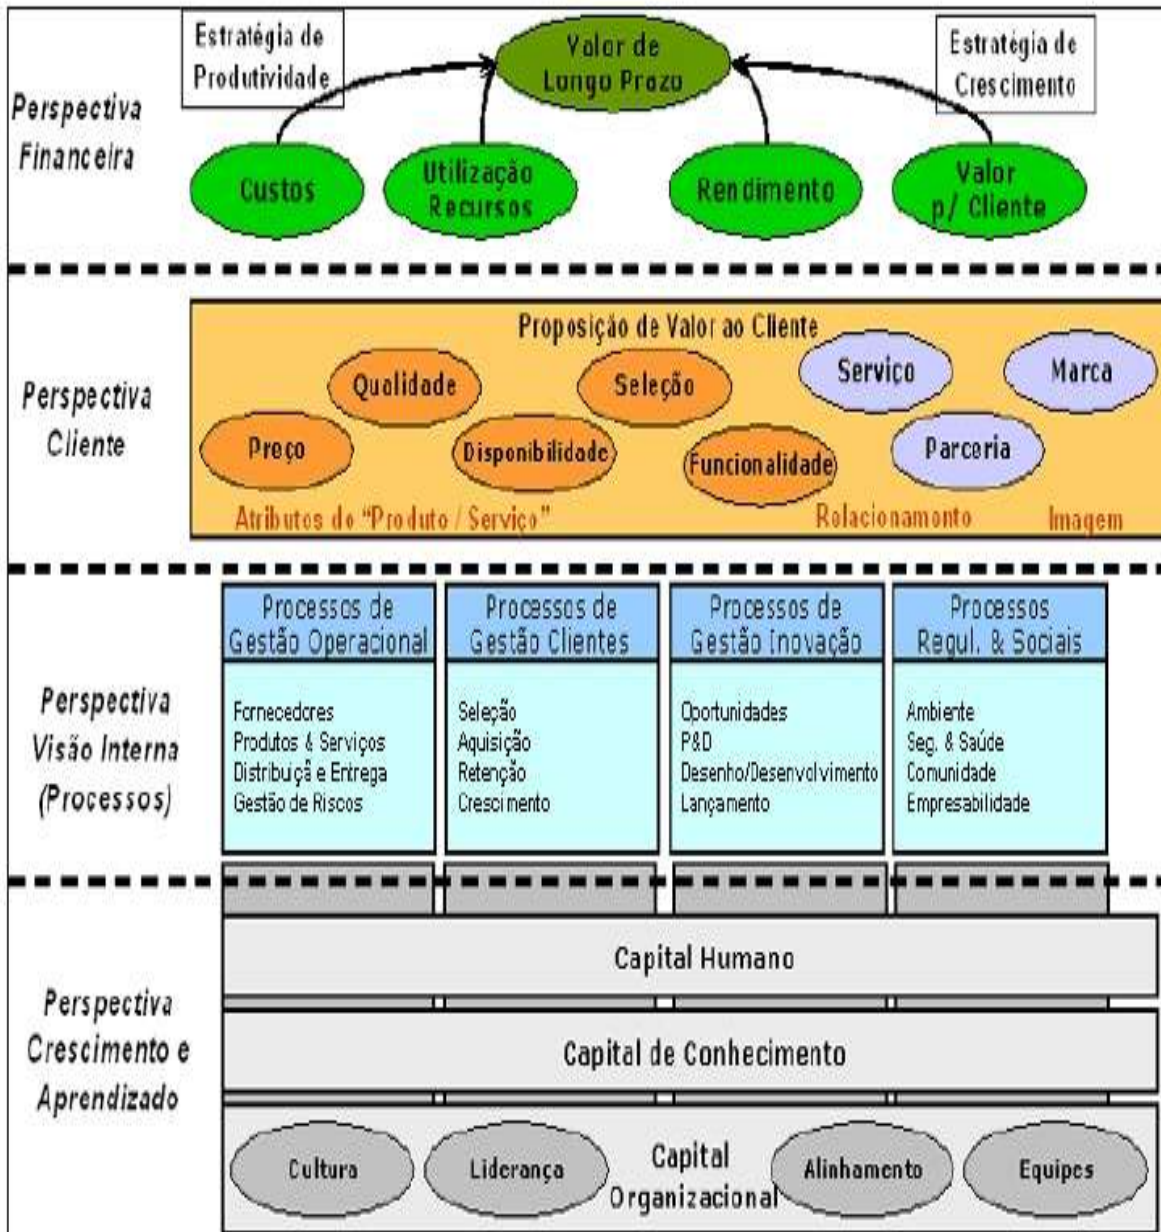 Perspectiva
Financeira
Estratégia de
Produtividade
Valor de
Longo Prazo
Estratégia de
Crescimento
Custos
Utilização
Recursos
Rendimento
Valor
p/ Cliente
Perspectiva
Cliente
Proposição de Valor ao Cliente
Preço
Qualidade
Disponibilidade
Seleção
Funcionalidade
Serviço
Parceria
Marca
Atributos do "Produto / Serviço"
Relacionamento
Imagem
Perspectiva
Visão Interna
(Processos)
Processos de
Gestão Operacional
Fornecedores
Produtos & Serviços
Distribuiçã e Entrega
Gestão de Riscos
Processos de
Gestão Clientes
Seleção
Aquisição
Retenção
Crescimento
Processos de
Gestão Inovação
Oportunidades
P&D
Desenho/Desenvolvimento
Lançamento
Processos
Regul. & Sociais
Ambiente
Seg. & Saúde
Comunidade
Empresabilidade
Perspectiva
Crescimento e
Aprendizado
Capital Humano
Capital de Conhecimento
Cultura
Liderança
Capital
Organizacional
Alinhamento
Equipes